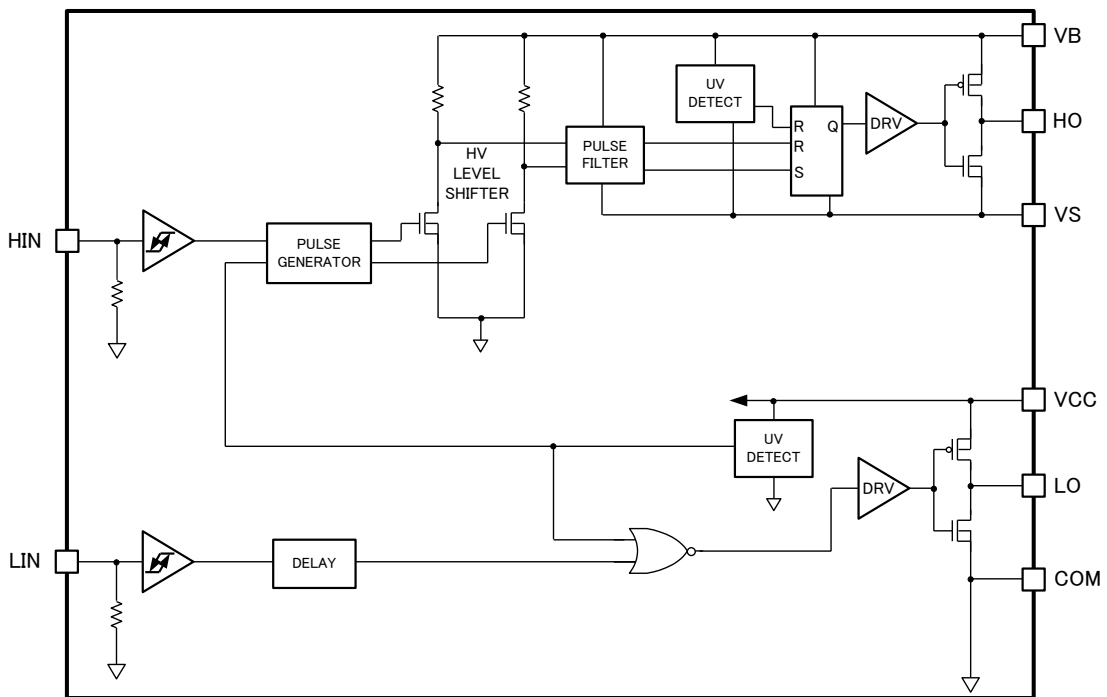 VB
UV
DETECT
R
Q
DRV
HO
R
S
PULSE
FILTER
HV
LEVEL
SHIFTER
VS
HIN
PULSE
GENERATOR
VCC
UV
DETECT
DRV
LO
LIN
DELAY
COM